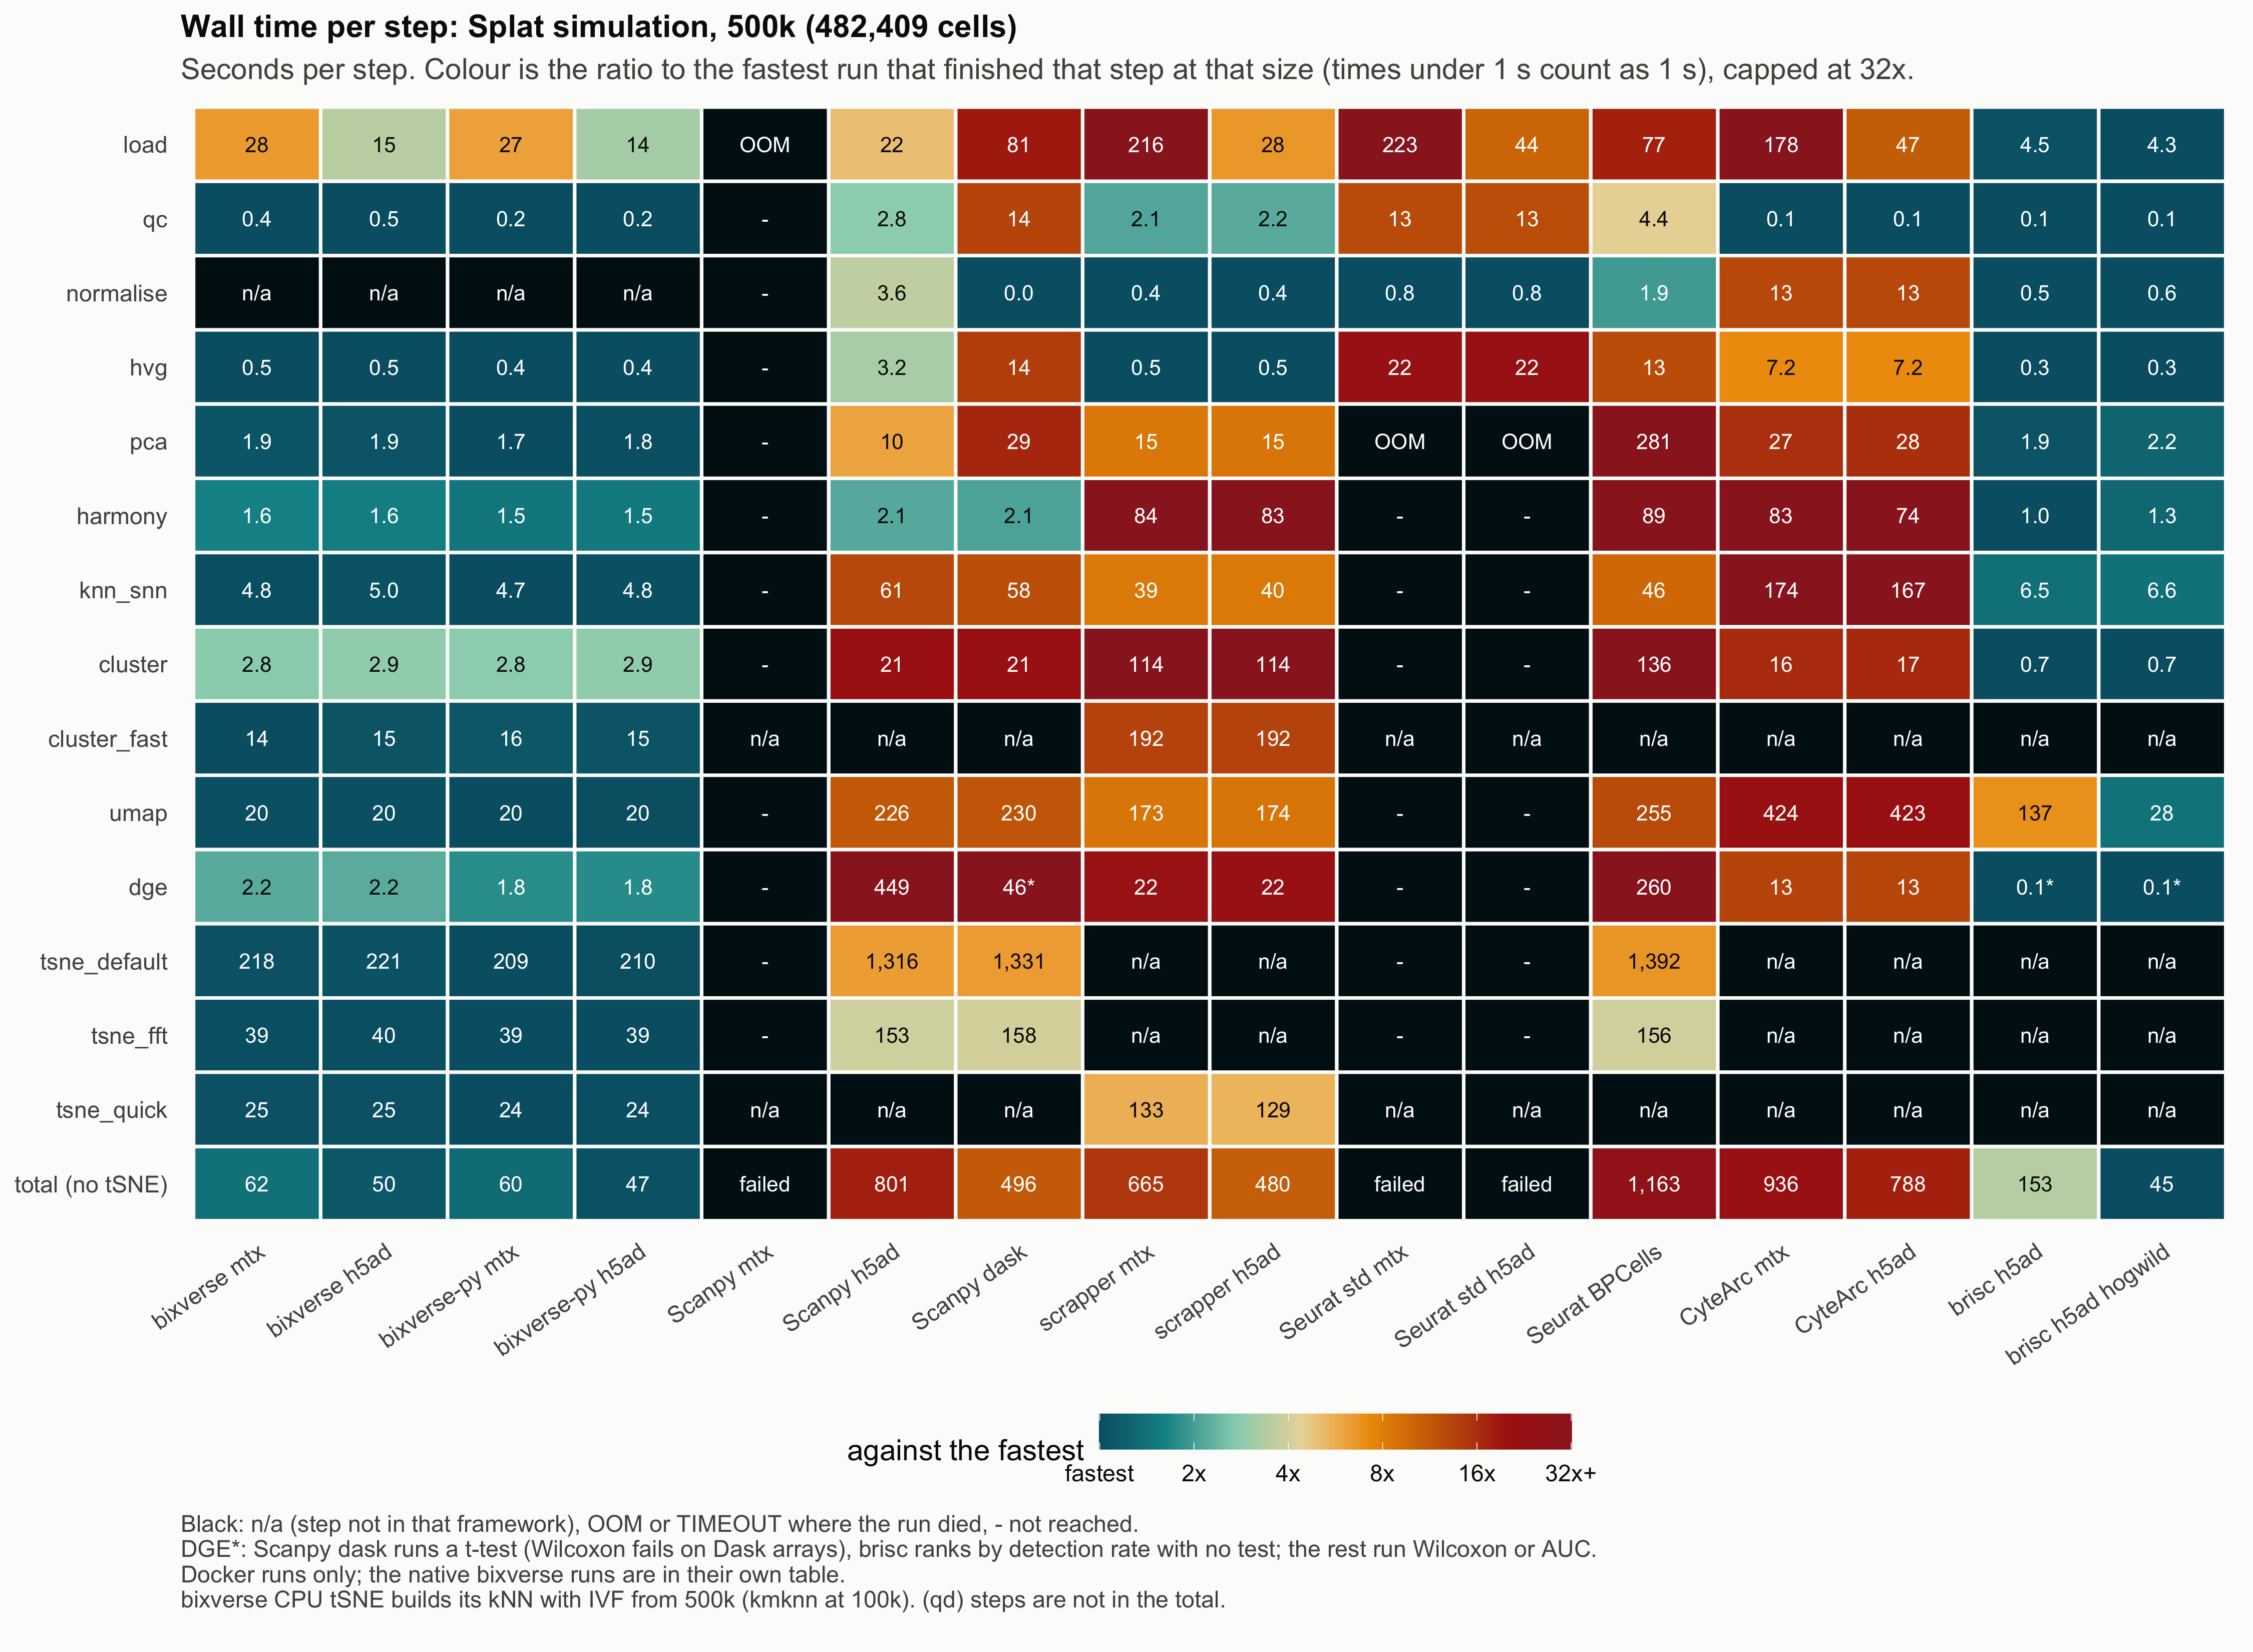 Wall time per step: Splat simulation, 500k (482,409 cells)
Seconds per step. Colour is the ratio to the fastest run that finished that step at that size (times under 1 s count as 1 s), capped at 32x.
load 28 15 27 14 OOM 22 81 216 28 223 44 77 178 47 4.5 4.3
qc 0.4 0.5 0.2 0.2 - 2.8 14 2.1 2.2 13 13 4.4 0.1 0.1 0.1 0.1
normalise n/a n/a n/a n/a - 3.6 0.0 0.4 0.4 0.8 0.8 1.9 13 13 0.5 0.6
hvg 0.5 0.5 0.4 0.4 - 3.2 14 0.5 0.5 22 22 13 7.2 7.2 0.3 0.3
pca 1.9 1.9 1.7 1.8 - 10 29 15 15 OOM OOM 281 27 28 1.9 2.2
harmony 1.6 1.6 1.5 1.5 - 2.1 2.1 84 83 - - 89 83 74 1.0 1.3
knn_snn 4.8 5.0 4.7 4.8 - 61 58 39 40 - - 46 174 167 6.5 6.6
cluster 2.8 2.9 2.8 2.9 - 21 21 114 114 - - 136 16 17 0.7 0.7
cluster_fast 14 15 16 15 n/a n/a n/a 192 192 n/a n/a n/a n/a n/a n/a n/a
umap 20 20 20 20 - 226 230 173 174 - - 255 424 423 137 28
dge 2.2 2.2 1.8 1.8 - 449 46* 22 22 - - 260 13 13 0.1* 0.1*
tsne_default 218 221 209 210 - 1,316 1,331 n/a n/a - - 1,392 n/a n/a n/a n/a
tsne_fft 39 40 39 39 - 153 158 n/a n/a - - 156 n/a n/a n/a n/a
tsne_quick 25 25 24 24 n/a n/a n/a 133 129 n/a n/a n/a n/a n/a n/a n/a
total (no tSNE) 62 50 60 47 failed 801 496 665 480 failed failed 1,163 936 788 153 45
bixverse mtx
bixverse h5ad
bixverse-py mtx
bixverse-py h5ad
Scanpy mtx
Scanpy h5ad
Scanpy dask
scrapper mtx
scrapper h5ad
Seurat std mtx
Seurat std h5ad
Seurat BPCells
CyteArc mtx
CyteArc h5ad
brisc h5ad
brisc h5ad hogwild
against the fastest
fastest 2x 4x 8x 16x 32x+
Black: n/a (step not in that framework), OOM or TIMEOUT where the run died, - not reached.
DGE*: Scanpy dask runs a t-test (Wilcoxon fails on Dask arrays), brisc ranks by detection rate with no test; the rest run Wilcoxon or AUC.
Docker runs only; the native bixverse runs are in their own table.
bixverse CPU tSNE builds its kNN with IVF from 500k (kmknn at 100k). (qd) steps are not in the total.